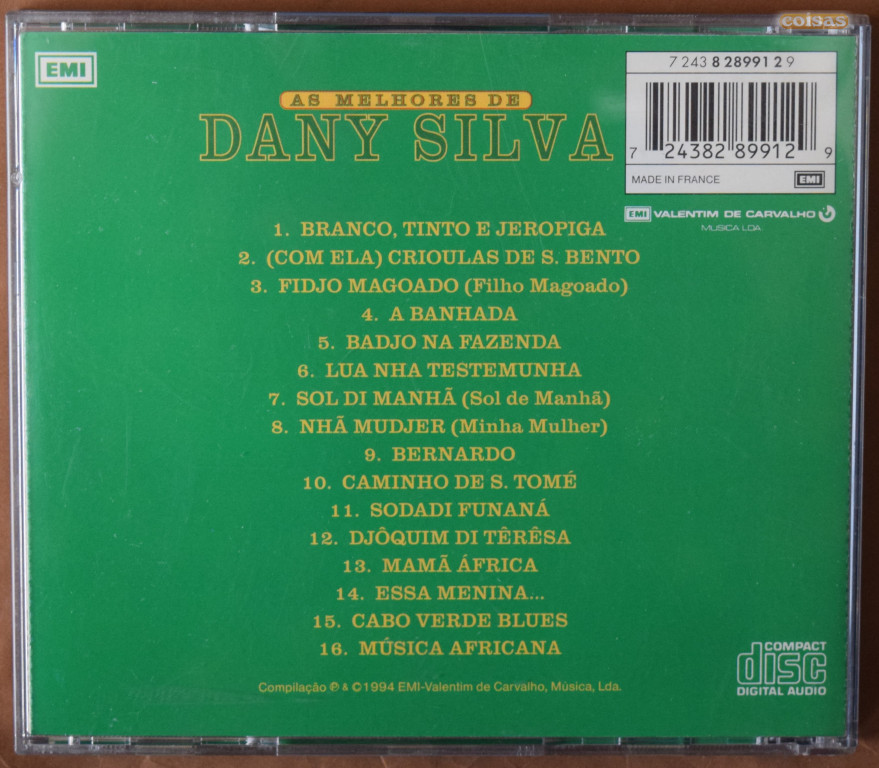 coisas
EMI
AS MELHORES DE
DANY SILVA
7243 8 28991 2 9
7 24382 89912 9
MADE IN FRANCE EMI
EMI VALENTIM DE CARVALHO
MUSICA LDA.
1. BRANCO, TINTO E JEROPIGA
2. (COM ELA) CRIOULAS DE S. BENTO
3. FIDJO MAGOADO (Filho Magoado)
4. A BANHADA
5. BADJO NA FAZENDA
6. LUA NHA TESTEMUNHA
7. SOL DI MANHÃ (Sol de Manhã)
8. NHÃ MUDJER (Minha Mulher)
9. BERNARDO
10. CAMINHO DE S. TOMÉ
11. SODADI FUNANÁ
12. DJÔQUIM DI TÊRÊSA
13. MAMÃ ÁFRICA
14. ESSA MENINA...
15. CABO VERDE BLUES
16. MÚSICA AFRICANA
COMPACT
disc
DIGITAL AUDIO
Compilação ℗ & © 1994 EMI-Valentim de Carvalho, Música, Lda.